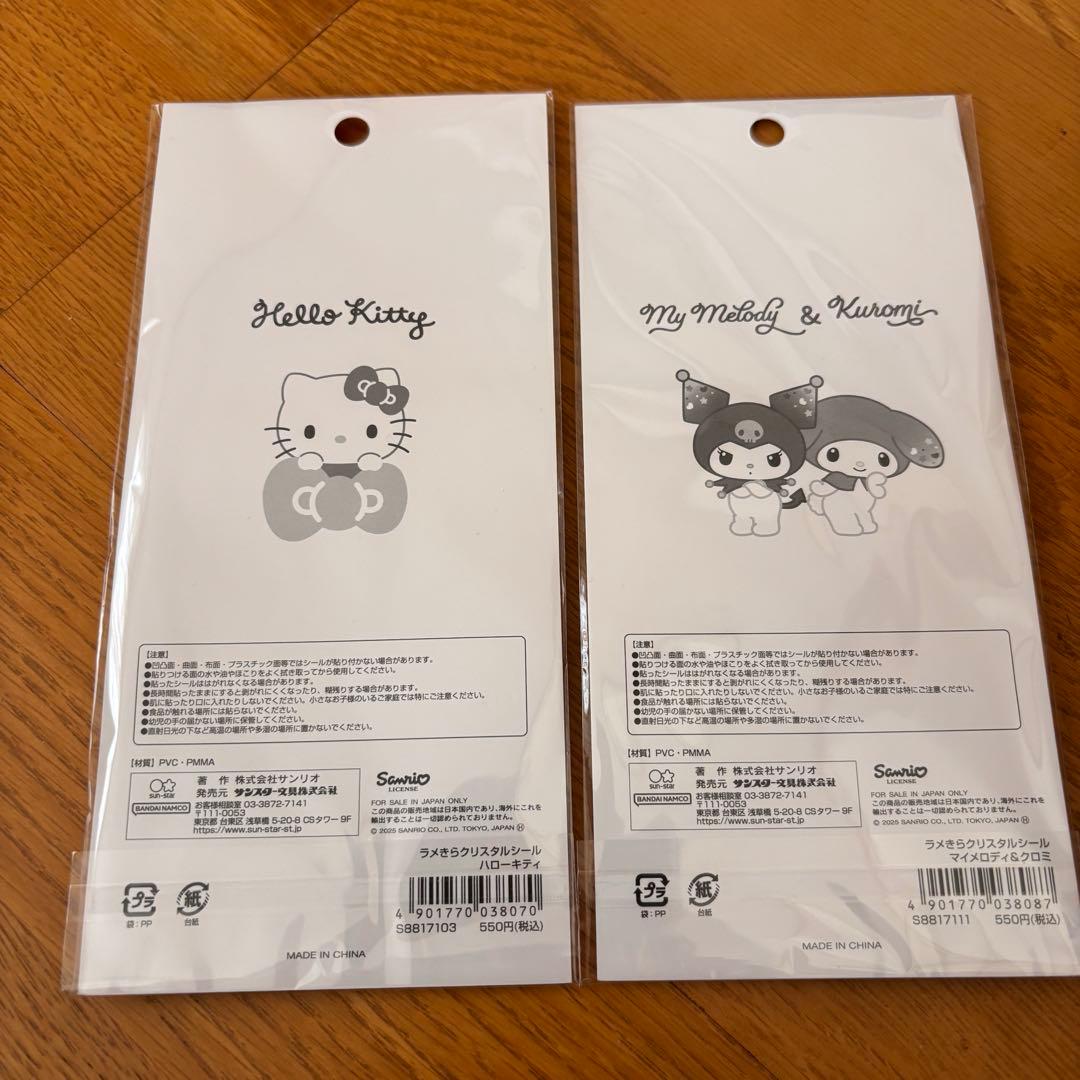 Hello Kitty
【注意】
●凹凸面・曲面・布面・プラスチック面等ではシールが貼り付かない場合があります。
●貼りつける面の水や油やほこりをよく拭き取ってから使用してください。
●貼ったシールははがれなくなる場合があります。
●長時間貼ったままにすると剥がれにくくなったり、糊残りする場合があります。
●肌に貼ったり口に入れたりしないでください。小さなお子様のいるご家庭では特にご注意ください。
●食品が触れる場所には貼らないでください。
●幼児の手の届かない場所に保管してください。
●直射日光の下など高温の場所や多湿の場所に置かないでください。
【材質】PVC・PMMA
sun-star
BANDAI NAMCO
著作 株式会社サンリオ
発売元 サンスター文具株式会社
お客様相談室 03-3872-7141
〒111-0053
東京都 台東区 浅草橋 5-20-8 CSタワー 9F
https://www.sun-star-st.jp/
Sanrio
LICENSE
FOR SALE IN JAPAN ONLY
この商品の販売地域は日本国内であり、海外にこれを
輸出することは一切認められておりません。
© 2025 SANRIO CO., LTD. TOKYO, JAPAN Ⓗ
ラメきらクリスタルシール
ハローキティ
プラ
袋:PP
紙
台紙
4 901770 038070
S8817103 550円(税込)
MADE IN CHINA
My Melody & Kuromi
【注意】
●凹凸面・曲面・布面・プラスチック面等ではシールが貼り付かない場合があります。
●貼りつける面の水や油やほこりをよく拭き取ってから使用してください。
●貼ったシールははがれなくなる場合があります。
●長時間貼ったままにすると剥がれにくくなったり、糊残りする場合があります。
●肌に貼ったり口に入れたりしないでください。小さなお子様のいるご家庭では特にご注意ください。
●食品が触れる場所には貼らないでください。
●幼児の手の届かない場所に保管してください。
●直射日光の下など高温の場所や多湿の場所に置かないでください。
【材質】PVC・PMMA
sun-star
BANDAI NAMCO
著作 株式会社サンリオ
発売元 サンスター文具株式会社
お客様相談室 03-3872-7141
〒111-0053
東京都 台東区 浅草橋 5-20-8 CSタワー 9F
https://www.sun-star-st.jp/
Sanrio
LICENSE
FOR SALE IN JAPAN ONLY
この商品の販売地域は日本国内であり、海外にこれを
輸出することは一切認められておりません。
© 2025 SANRIO CO., LTD. TOKYO, JAPAN Ⓗ
ラメきらクリスタルシール
マイメロディ&クロミ
プラ
袋:PP
紙
台紙
4 901770 038087
S8817111 550円(税込)
MADE IN CHINA